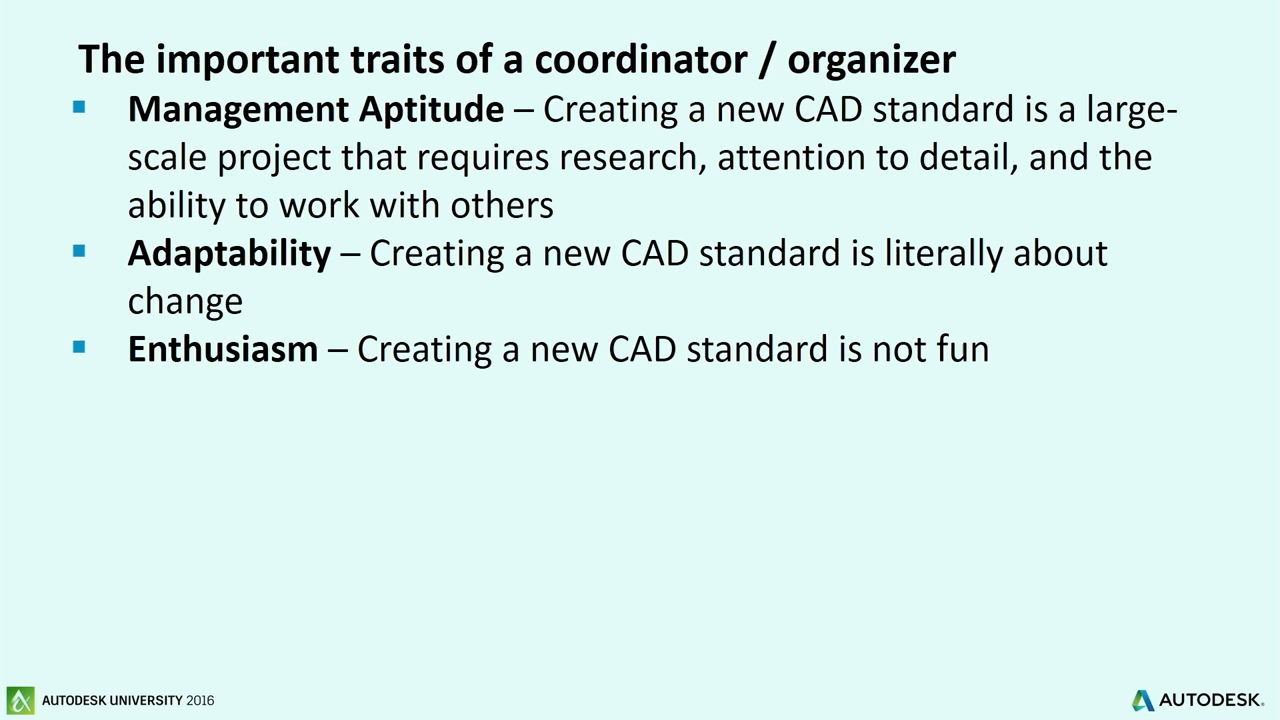 The important traits of a coordinator / organizer
▪ Management Aptitude – Creating a new CAD standard is a large-
scale project that requires research, attention to detail, and the
ability to work with others
▪ Adaptability – Creating a new CAD standard is literally about
change
▪ Enthusiasm – Creating a new CAD standard is not fun
AUTODESK UNIVERSITY 2016
AUTODESK®